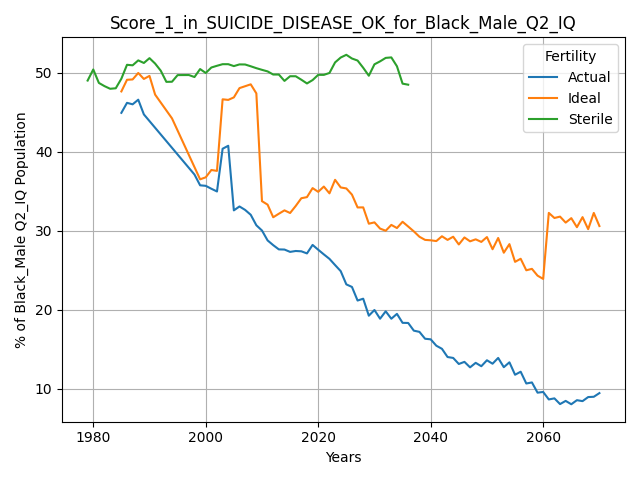 Score_1_in_SUICIDE_DISEASE_OK_for_Black_Male_Q2_IQ
% of Black_Male Q2_IQ Population
50
40
30
20
10
Fertility
Actual
Ideal
Sterile
1980
2000
2020
2040
2060
Years